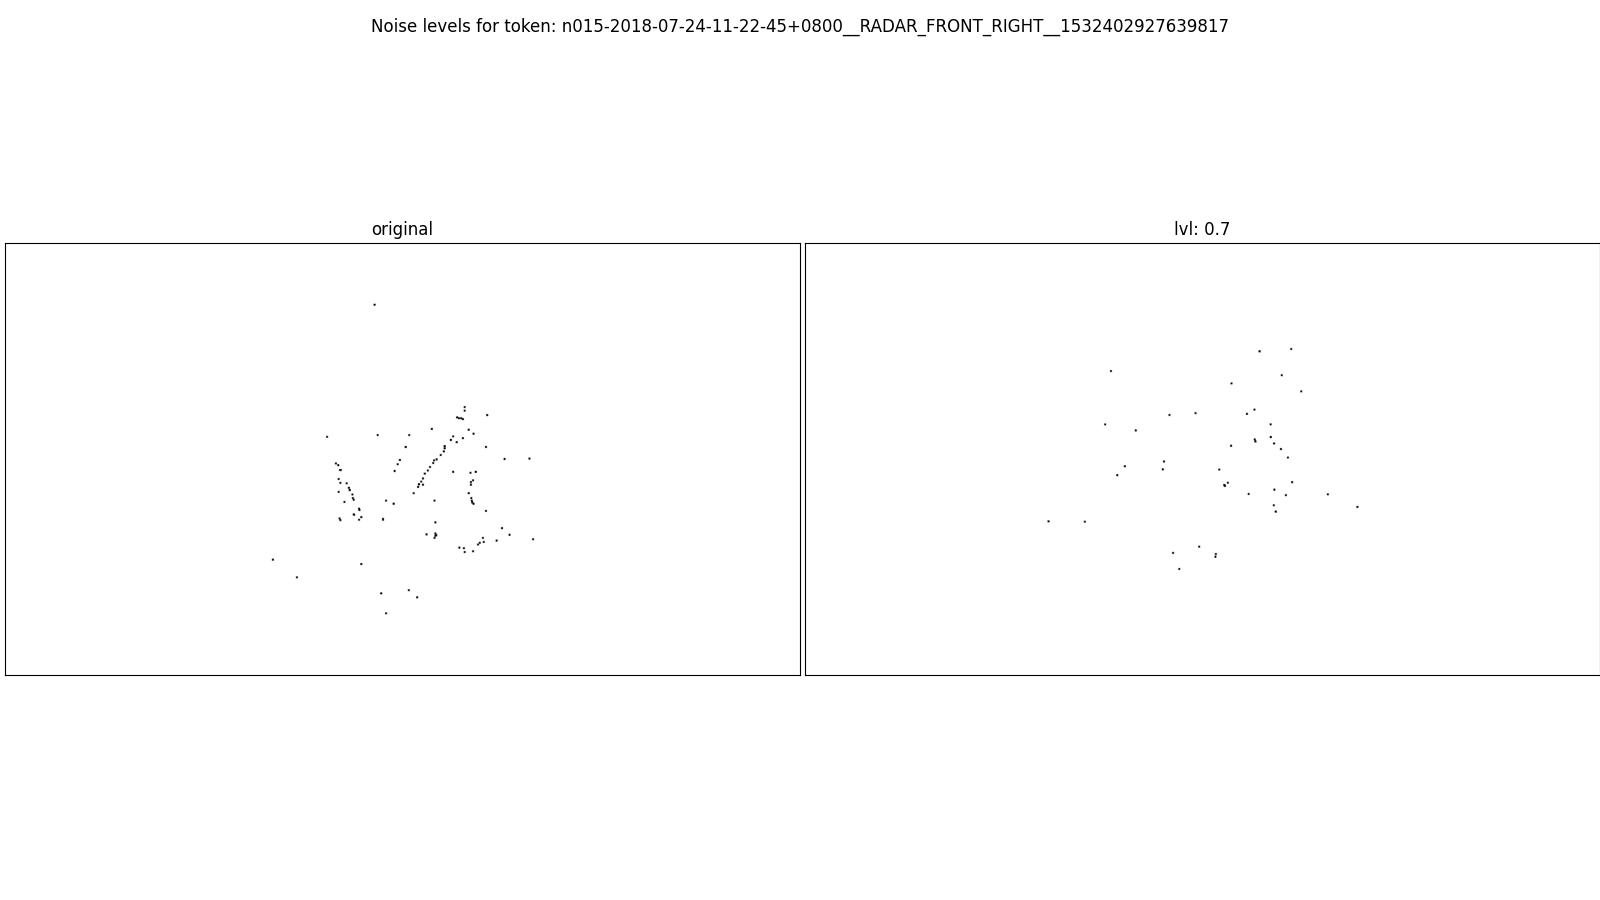 Noise levels for token: n015-2018-07-24-11-22-45+0800__RADAR_FRONT_RIGHT__1532402927639817
original
lvl: 0.7